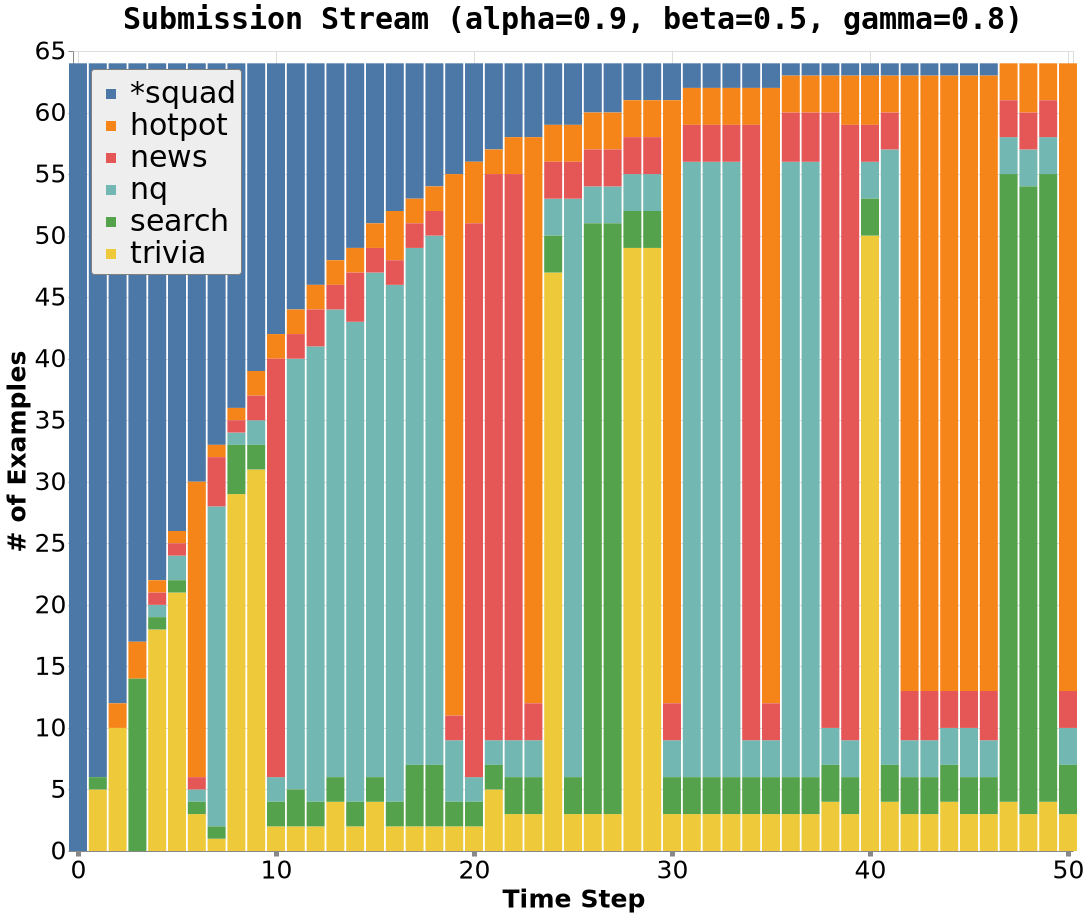 Submission Stream (alpha=0.9, beta=0.5, gamma=0.8)
65
60
55
50
45
40
35
30
25
20
15
10
5
0
# of Examples
*squad
hotpot
news
nq
search
trivia
0 10 20 30 40 50
Time Step